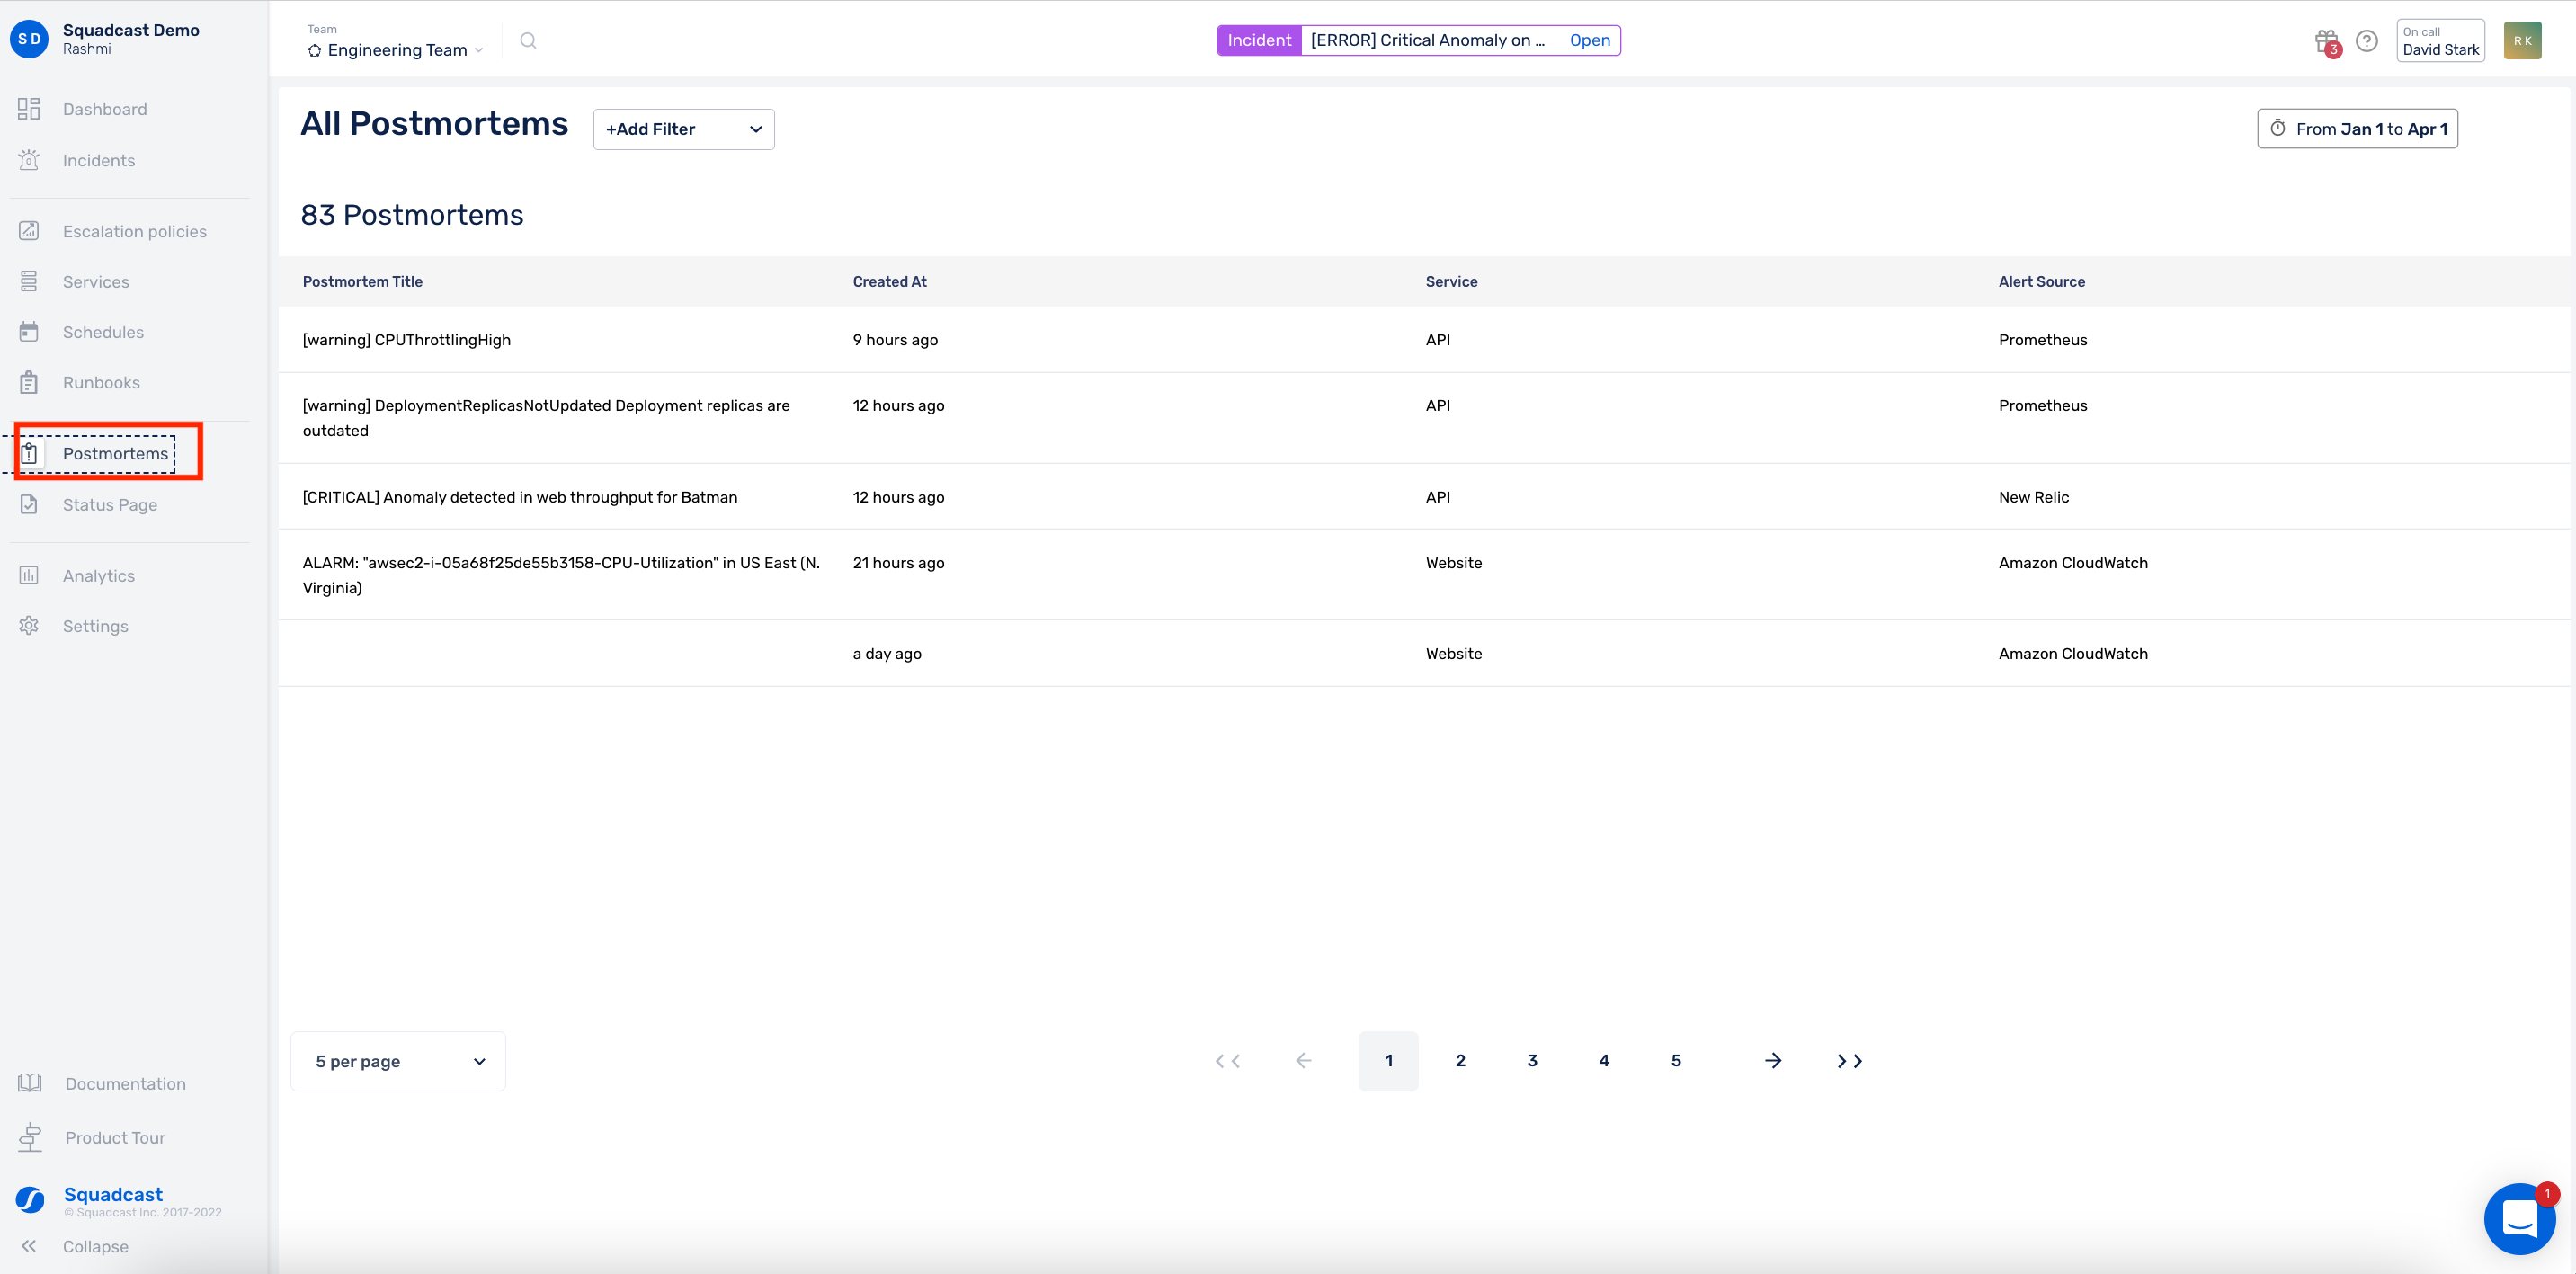 S D
Squadcast Demo
Rashmi
Dashboard
Incidents
Escalation policies
Services
Schedules
Runbooks
Postmortems
Status Page
Analytics
Settings
Documentation
Product Tour
Squadcast
© Squadcast Inc. 2017-2022
Collapse
Team
Engineering Team
Incident [ERROR] Critical Anomaly on ... Open
3
On call
David Stark
R K
All Postmortems
+Add Filter
From Jan 1 to Apr 1
83 Postmortems
Postmortem Title Created At Service Alert Source
[warning] CPUThrottlingHigh 9 hours ago API Prometheus
[warning] DeploymentReplicasNotUpdated Deployment replicas are 12 hours ago API Prometheus
outdated
[CRITICAL] Anomaly detected in web throughput for Batman 12 hours ago API New Relic
ALARM: "awsec2-i-05a68f25de55b3158-CPU-Utilization" in US East (N. 21 hours ago Website Amazon CloudWatch
Virginia)
a day ago Website Amazon CloudWatch
5 per page
1 2 3 4 5
1